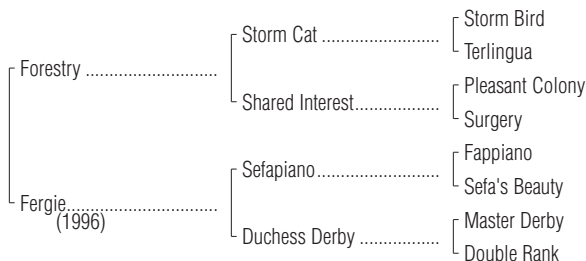 Storm Bird
Storm Cat ......................
Terlingua
Forestry .........................
Pleasant Colony
Shared Interest................
Surgery
Fappiano
Sefapiano.......................
Sefa's Beauty
Fergie............................
(1996)
Master Derby
Duchess Derby ...............
Double Rank